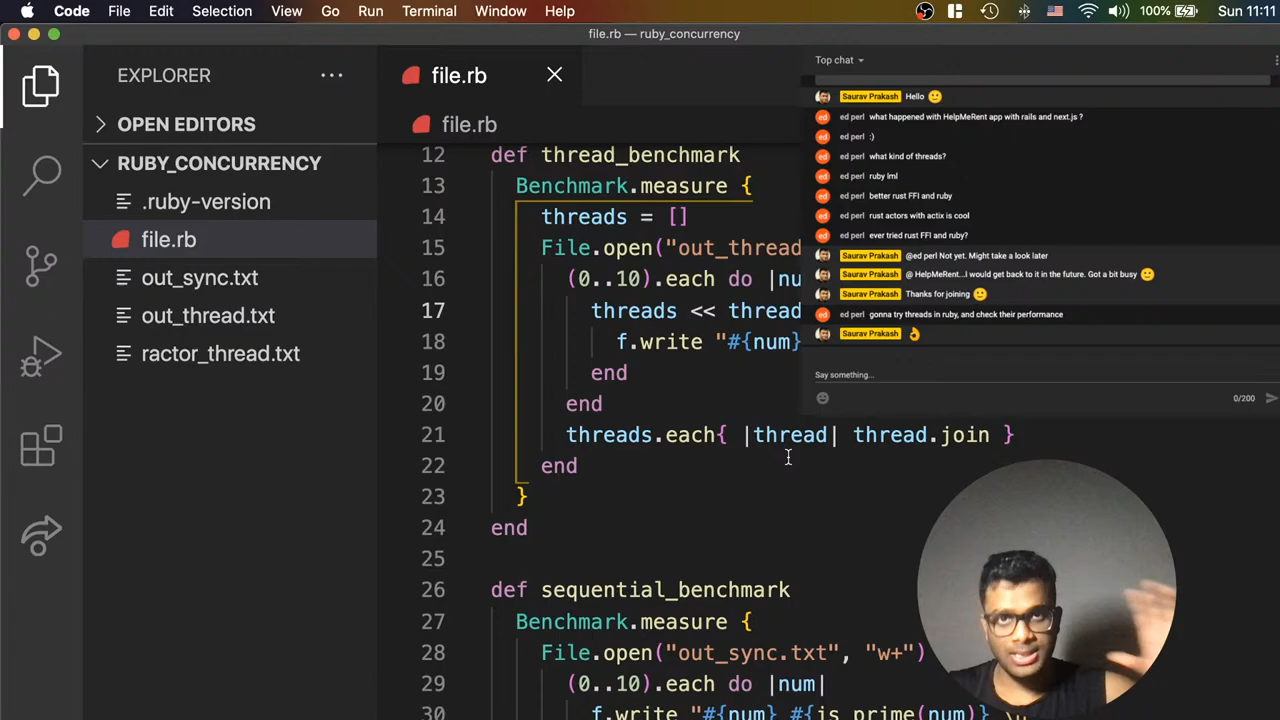 Code File Edit Selection View Go Run Terminal Window Help 100% Sun 11:11
file.rb — ruby_concurrency
EXPLORER
OPEN EDITORS
RUBY_CONCURRENCY
.ruby-version
file.rb
out_sync.txt
out_thread.txt
ractor_thread.txt
file.rb
file.rb
12 def thread_benchmark
13 Benchmark.measure {
14 threads = []
15 File.open("out_thread
16 (0..10).each do |nu
17 threads << thread
18 f.write "#{num}
19 end
20 end
21 threads.each{ |thread| thread.join }
22 end
23 }
24 end
25
26 def sequential_benchmark
27 Benchmark.measure {
28 File.open("out_sync.txt", "w+")
29 (0..10).each do |num|
30 f.write "#{num} #{is_prime(num)} \n
Top chat
Saurav Prakash Hello 🙂
ed perl what happened with HelpMeRent app with rails and next.js ?
ed perl :)
ed perl what kind of threads?
ed perl ruby lml
ed perl better rust FFI and ruby
ed perl rust actors with actix is cool
ed perl ever tried rust FFI and ruby?
Saurav Prakash @ed perl Not yet. Might take a look later
Saurav Prakash @ HelpMeRent...I would get back to it in the future. Got a bit busy 🙂
Saurav Prakash Thanks for joining 🙂
ed perl gonna try threads in ruby, and check their performance
Saurav Prakash 👌
Say something...
0/200